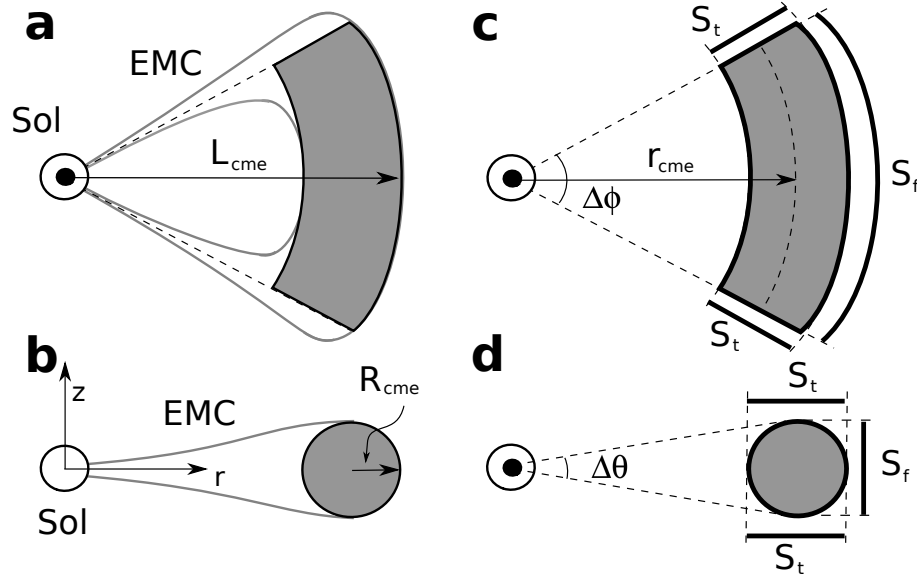 a
EMC
Sol
L_cme
b
z
EMC
R_cme
r
Sol
c
S_t
r_cme
Δϕ
S_f
S_t
d
S_t
Δθ
S_f
S_t